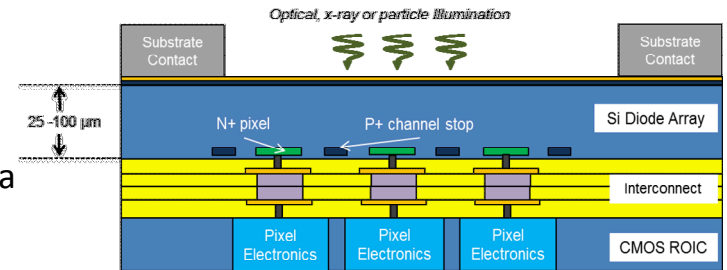 Optical, x-ray or particle Illumination
Substrate
Contact
Substrate
Contact
25 -100 µm
Si Diode Array
N+ pixel
P+ channel stop
a
Interconnect
Pixel
Electronics
Pixel
Electronics
Pixel
Electronics
CMOS ROIC